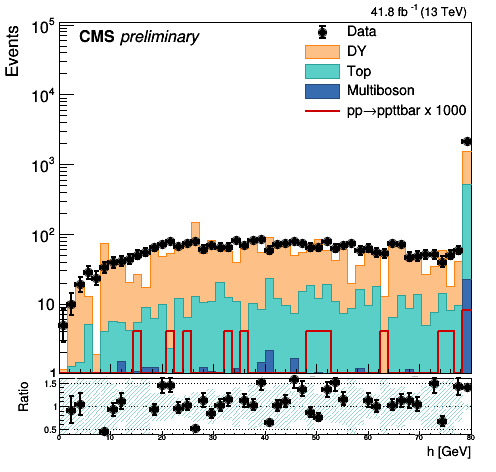 41.8 fb⁻¹ (13 TeV)
CMS preliminary
Data
DY
Top
Multiboson
pp→ppttbar x 1000
Events
10⁵
10⁴
10³
10²
10
1
Ratio
1.5
1
0.5
0 10 20 30 40 50 60 70 80
h [GeV]